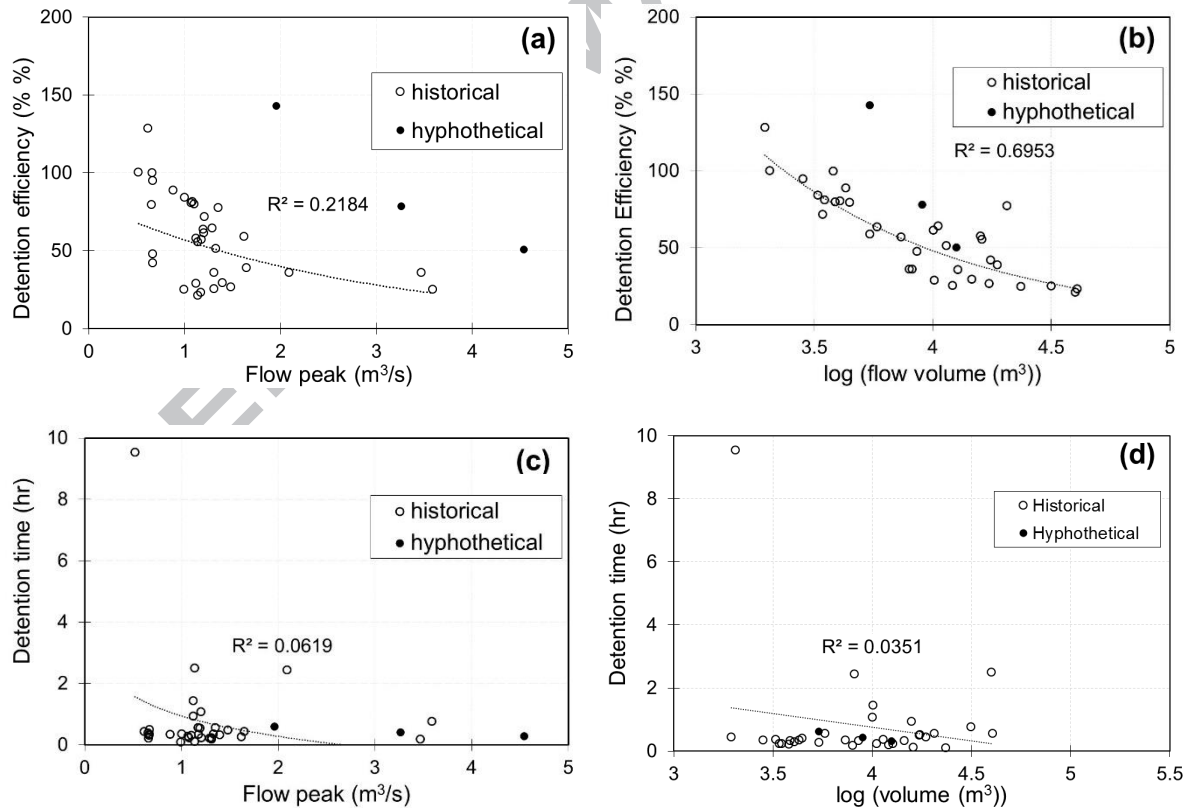 200
150
100
50
0
Detention efficiency (% %)
(a)
historical
hyphothetical
R² = 0.2184
0 1 2 3 4 5
Flow peak (m³/s)
200
150
100
50
0
Detention Efficiency (% %)
(b)
historical
hyphothetical
R² = 0.6953
3 3.5 4 4.5 5
log (flow volume (m³))
10
8
6
4
2
0
Detention time (hr)
(c)
historical
hyphothetical
R² = 0.0619
0 1 2 3 4 5
Flow peak (m³/s)
10
8
6
4
2
0
Detention time (hr)
(d)
Historical
Hyphothetical
R² = 0.0351
3 3.5 4 4.5 5 5.5
log (volume (m³))